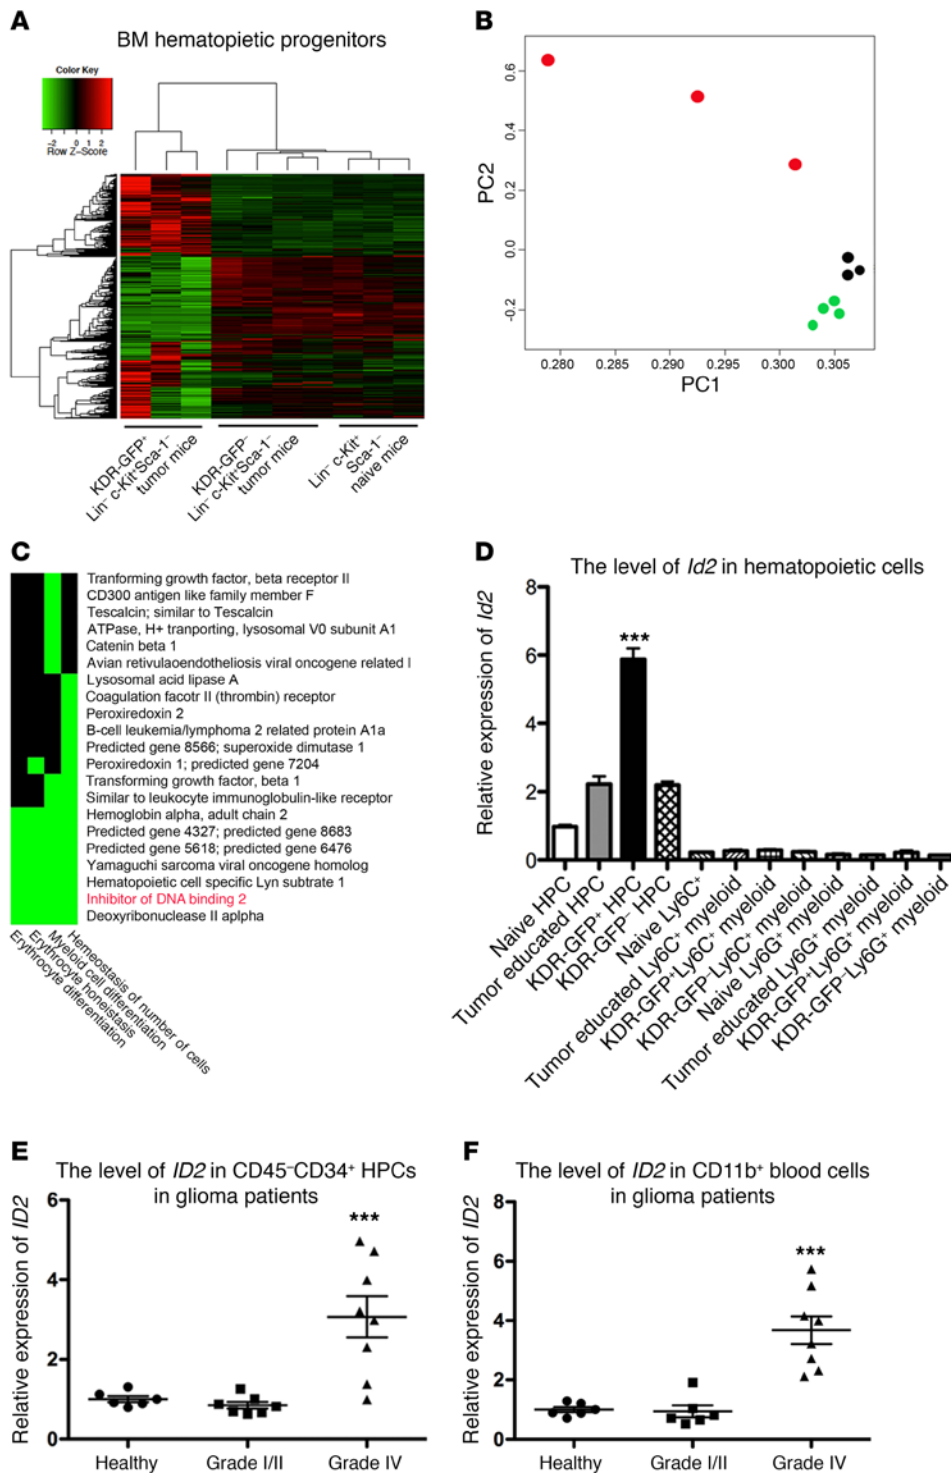 A
BM hematopietic progenitors
Color Key
-2 0 1 2
Row Z-Score
KDR-GFP⁺
Lin⁻ c-Kit⁺Sca-1⁻
tumor mice
KDR-GFP⁻
Lin⁻ c-Kit⁺Sca-1⁻
tumor mice
Lin⁻ c-Kit⁺
Sca-1⁻
naive mice
B
PC2
0.6
0.4
0.2
0.0
-0.2
0.280 0.285 0.290 0.295 0.300 0.305
PC1
C
Tranforming growth factor, beta receptor II
CD300 antigen like family member F
Tescalcin; similar to Tescalcin
ATPase, H+ tranporting, lysosomal V0 subunit A1
Catenin beta 1
Avian retivulaoendotheliosis viral oncogene related l
Lysosomal acid lipase A
Coagulation facotr II (thrombin) receptor
Peroxiredoxin 2
B-cell leukemia/lymphoma 2 related protein A1a
Predicted gene 8566; superoxide dimutase 1
Peroxiredoxin 1; predicted gene 7204
Transforming growth factor, beta 1
Similar to leukocyte immunoglobulin-like receptor
Hemoglobin alpha, adult chain 2
Predicted gene 4327; predicted gene 8683
Predicted gene 5618; predicted gene 6476
Yamaguchi sarcoma viral oncogene homolog
Hematopoietic cell specific Lyn subtrate 1
Inhibitor of DNA binding 2
Deoxyribonuclease II aplpha
Erythrocyte differentiation
Erythrocyte homeistasis
Myeloid cell differentiation
Hemeostasis of number of cells
D
The level of Id2 in hematopoietic cells
Relative expression of Id2
8
6
4
2
0
***
Naive HPC
Tumor educated HPC
KDR-GFP⁺ HPC
KDR-GFP⁻ HPC
Naive Ly6C⁺
Tumor educated Ly6C⁺ myeloid
KDR-GFP⁺Ly6C⁺ myeloid
KDR-GFP⁻Ly6C⁺ myeloid
Naive Ly6G⁺ myeloid
Tumor educated Ly6G⁺ myeloid
KDR-GFP⁺Ly6G⁺ myeloid
KDR-GFP⁻Ly6G⁺ myeloid
E
The level of ID2 in CD45⁻CD34⁺ HPCs
in glioma patients
Relative expression of ID2
6
4
2
0
***
Healthy Grade I/II Grade IV
F
The level of ID2 in CD11b⁺ blood cells
in glioma patients
Relative expression of ID2
8
6
4
2
0
***
Healthy Grade I/II Grade IV